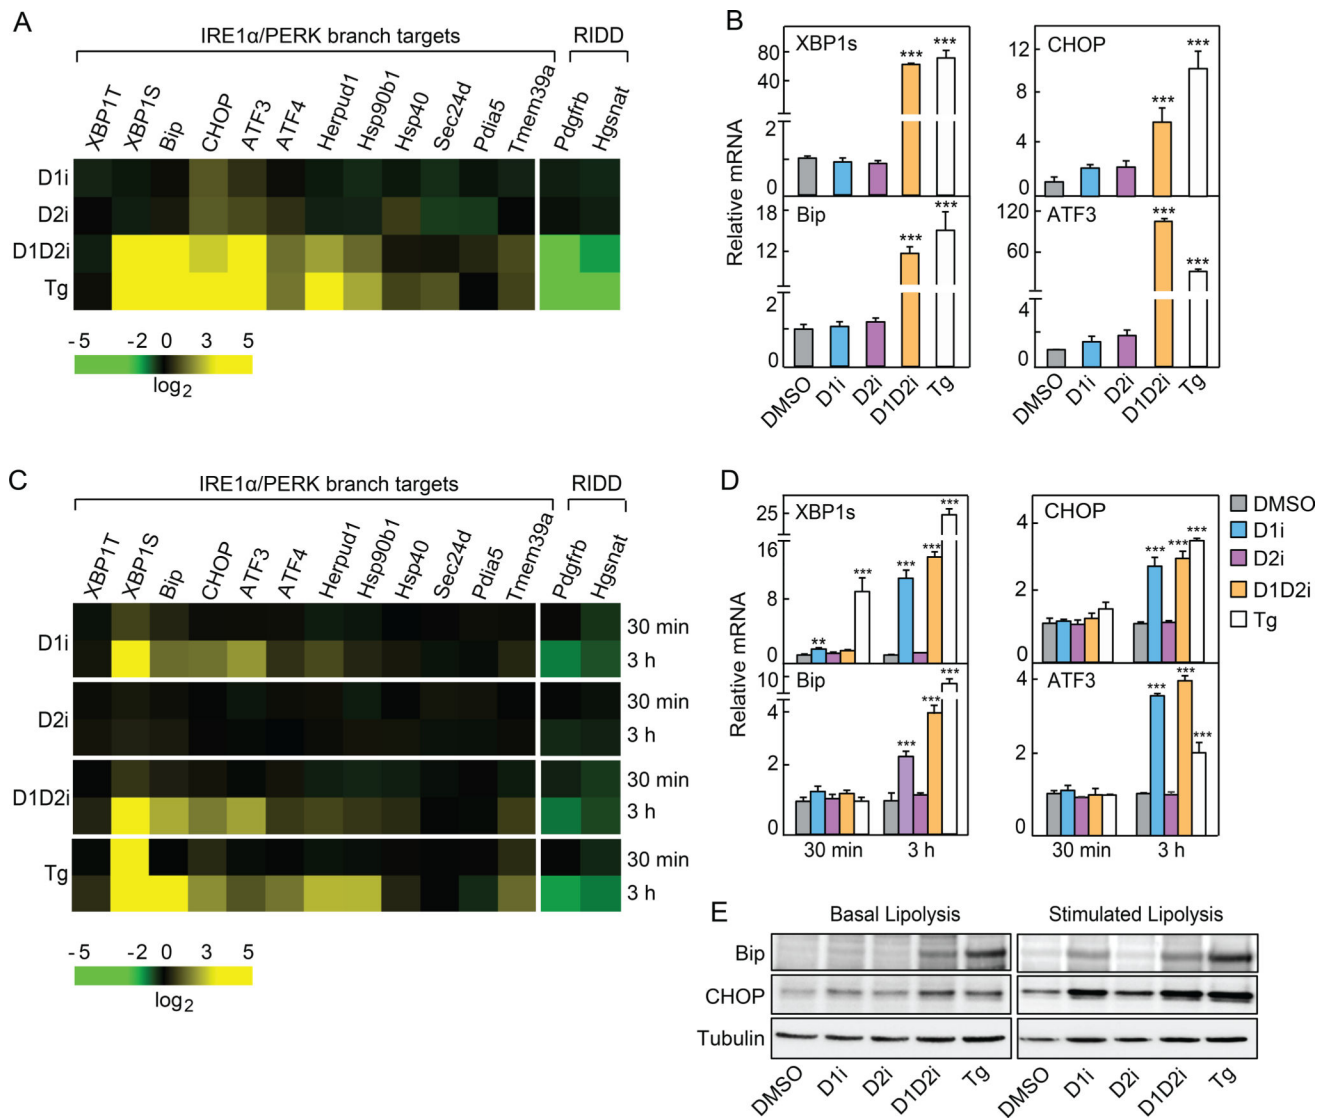 A
IRE1α/PERK branch targets
RIDD
XBP1T
XBP1S
Bip
CHOP
ATF3
ATF4
Herpud1
Hsp90b1
Hsp40
Sec24d
Pdia5
Tmem39a
Pdgfrb
Hgsnat
D1i
D2i
D1D2i
Tg
-5 -2 0 3 5
log2
B
Relative mRNA
XBP1s
80
40
2
0
***
***
CHOP
12
8
4
0
***
***
Bip
18
12
2
0
***
***
ATF3
120
60
4
0
***
***
DMSO
D1i
D2i
D1D2i
Tg
DMSO
D1i
D2i
D1D2i
Tg
C
IRE1α/PERK branch targets
RIDD
XBP1T
XBP1S
Bip
CHOP
ATF3
ATF4
Herpud1
Hsp90b1
Hsp40
Sec24d
Pdia5
Tmem39a
Pdgfrb
Hgsnat
D1i
30 min
3 h
D2i
30 min
3 h
D1D2i
30 min
3 h
Tg
30 min
3 h
-5 -2 0 3 5
log2
D
Relative mRNA
XBP1s
25
16
8
0
**
***
***
***
***
CHOP
4
2
0
***
***
***
Bip
10
4
2
0
***
***
***
ATF3
4
2
0
***
***
***
30 min
3 h
30 min
3 h
DMSO
D1i
D2i
D1D2i
Tg
E
Basal Lipolysis
Stimulated Lipolysis
Bip
CHOP
Tubulin
DMSO
D1i
D2i
D1D2i
Tg
DMSO
D1i
D2i
D1D2i
Tg